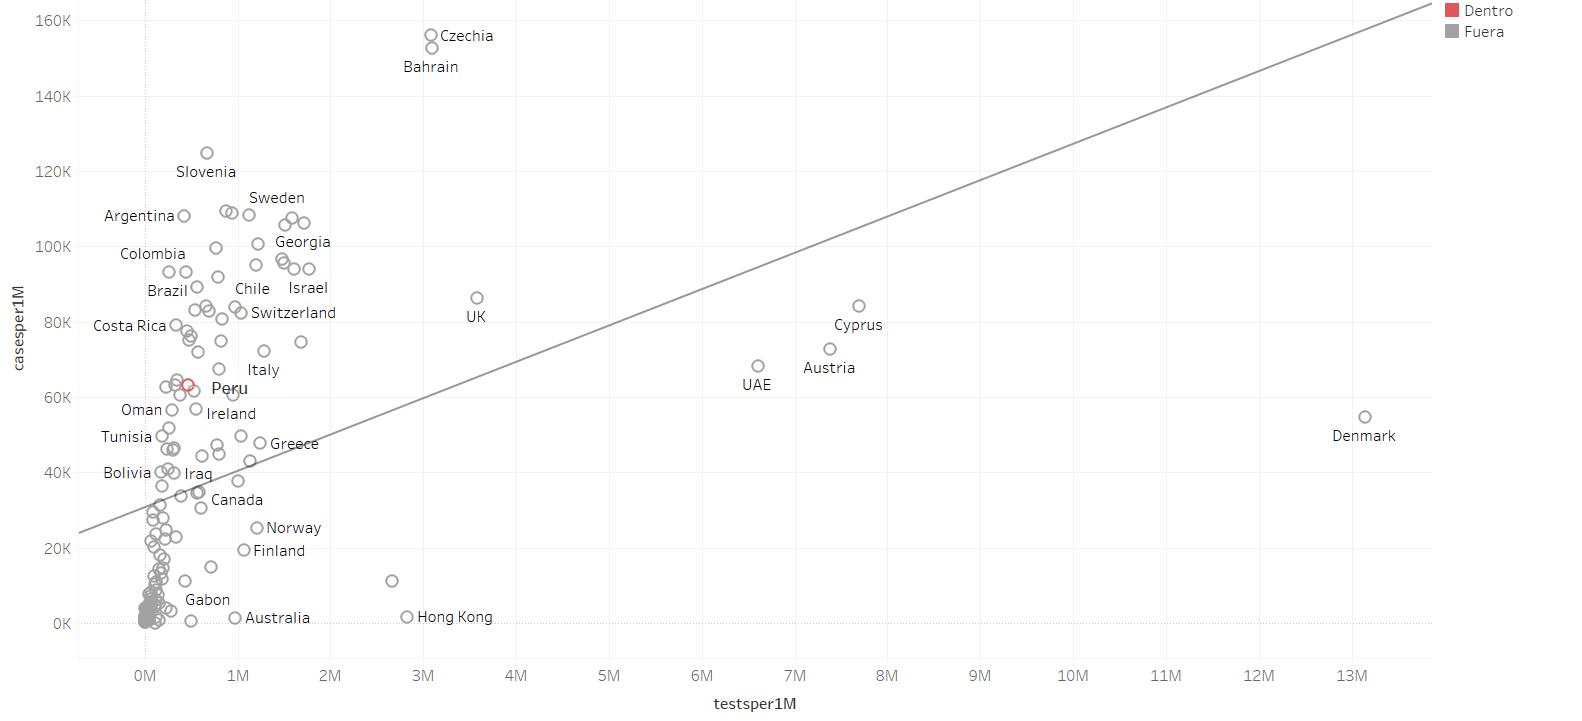 160K
Dentro
Fuera
Czechia
Bahrain
140K
120K
Slovenia
Sweden
Argentina
Georgia
100K
Colombia
Brazil
Chile
Israel
casesper1M
80K
Costa Rica
Switzerland
UK
Cyprus
Italy
Austria
UAE
Peru
60K
Oman
Ireland
Tunisia
Greece
Denmark
40K
Bolivia
Iraq
Canada
Norway
20K
Finland
Gabon
Australia
Hong Kong
0K
0M 1M 2M 3M 4M 5M 6M 7M 8M 9M 10M 11M 12M 13M
testsper1M